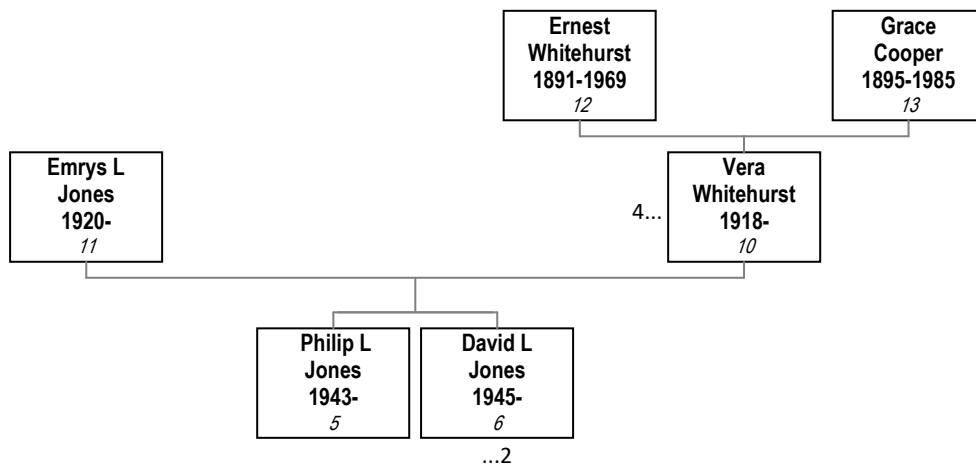 Ernest
Whitehurst
1891-1969
12
Grace
Cooper
1895-1985
13
Emrys L
Jones
1920-
11
4...
Vera
Whitehurst
1918-
10
Philip L
Jones
1943-
5
David L
Jones
1945-
6
...2